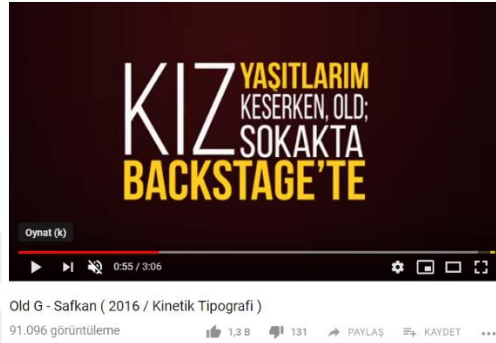 KIZ YAŞITLARIM
KESERKEN, OLD;
SOKAKTA
BACKSTAGE'TE
Oynat (k)
0:55 / 3:06
Old G - Safkan ( 2016 / Kinetik Tipografi )
91.096 görüntüleme 1,3 B 131 PAYLAŞ KAYDET